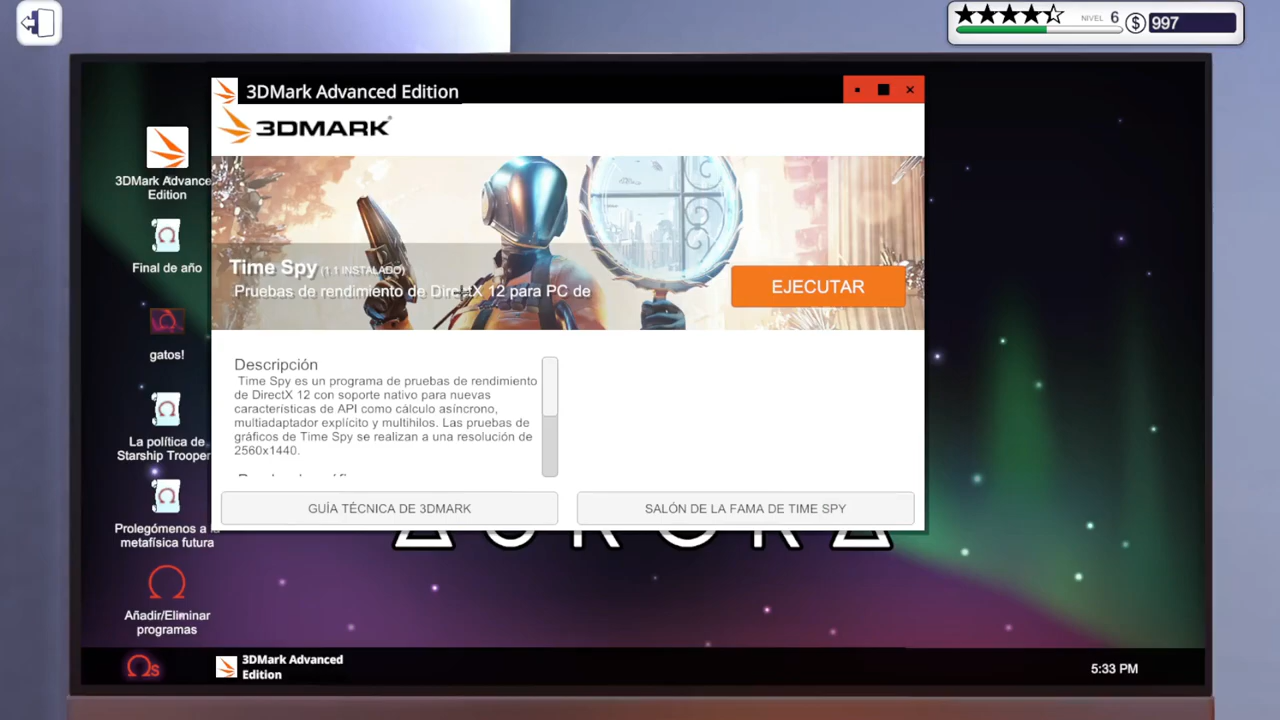 NIVEL 6
$ 997
3DMark Advanced Edition
3DMARK
Time Spy (1.1 INSTALADO)
Pruebas de rendimiento de DirectX 12 para PC de
EJECUTAR
Descripción
Time Spy es un programa de pruebas de rendimiento
de DirectX 12 con soporte nativo para nuevas
características de API como cálculo asíncrono,
multiadaptador explícito y multihilos. Las pruebas de
gráficos de Time Spy se realizan a una resolución de
2560x1440.
GUÍA TÉCNICA DE 3DMARK
SALÓN DE LA FAMA DE TIME SPY
3DMark Advance
Edition
Final de año
gatos!
La política de
Starship Trooper
Prolegómenos a
metafísica futura
Añadir/Eliminar
programas
Ωs
3DMark Advanced
Edition
5:33 PM